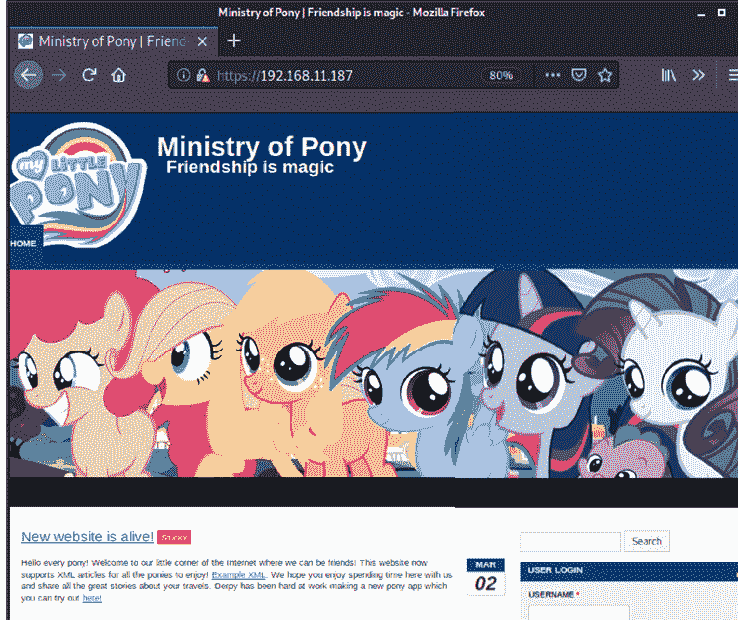 Ministry of Pony | Friendship is magic - Mozilla Firefox
Ministry of Pony | Friend
https://192.168.11.187
80%
my LITTLE
PONY
Ministry of Pony
Friendship is magic
HOME
New website is alive!
Sticky
Hello every pony! Welcome to our little corner of the Internet where we can be friends! This website now
supports XML articles for all the ponies to enjoy! Example XML. We hope you enjoy spending time here with us
and share all the great stories about your travels. Derpy has been hard at work making a new pony app which
you can try out here!
MAR
02
Search
USER LOGIN
USERNAME *